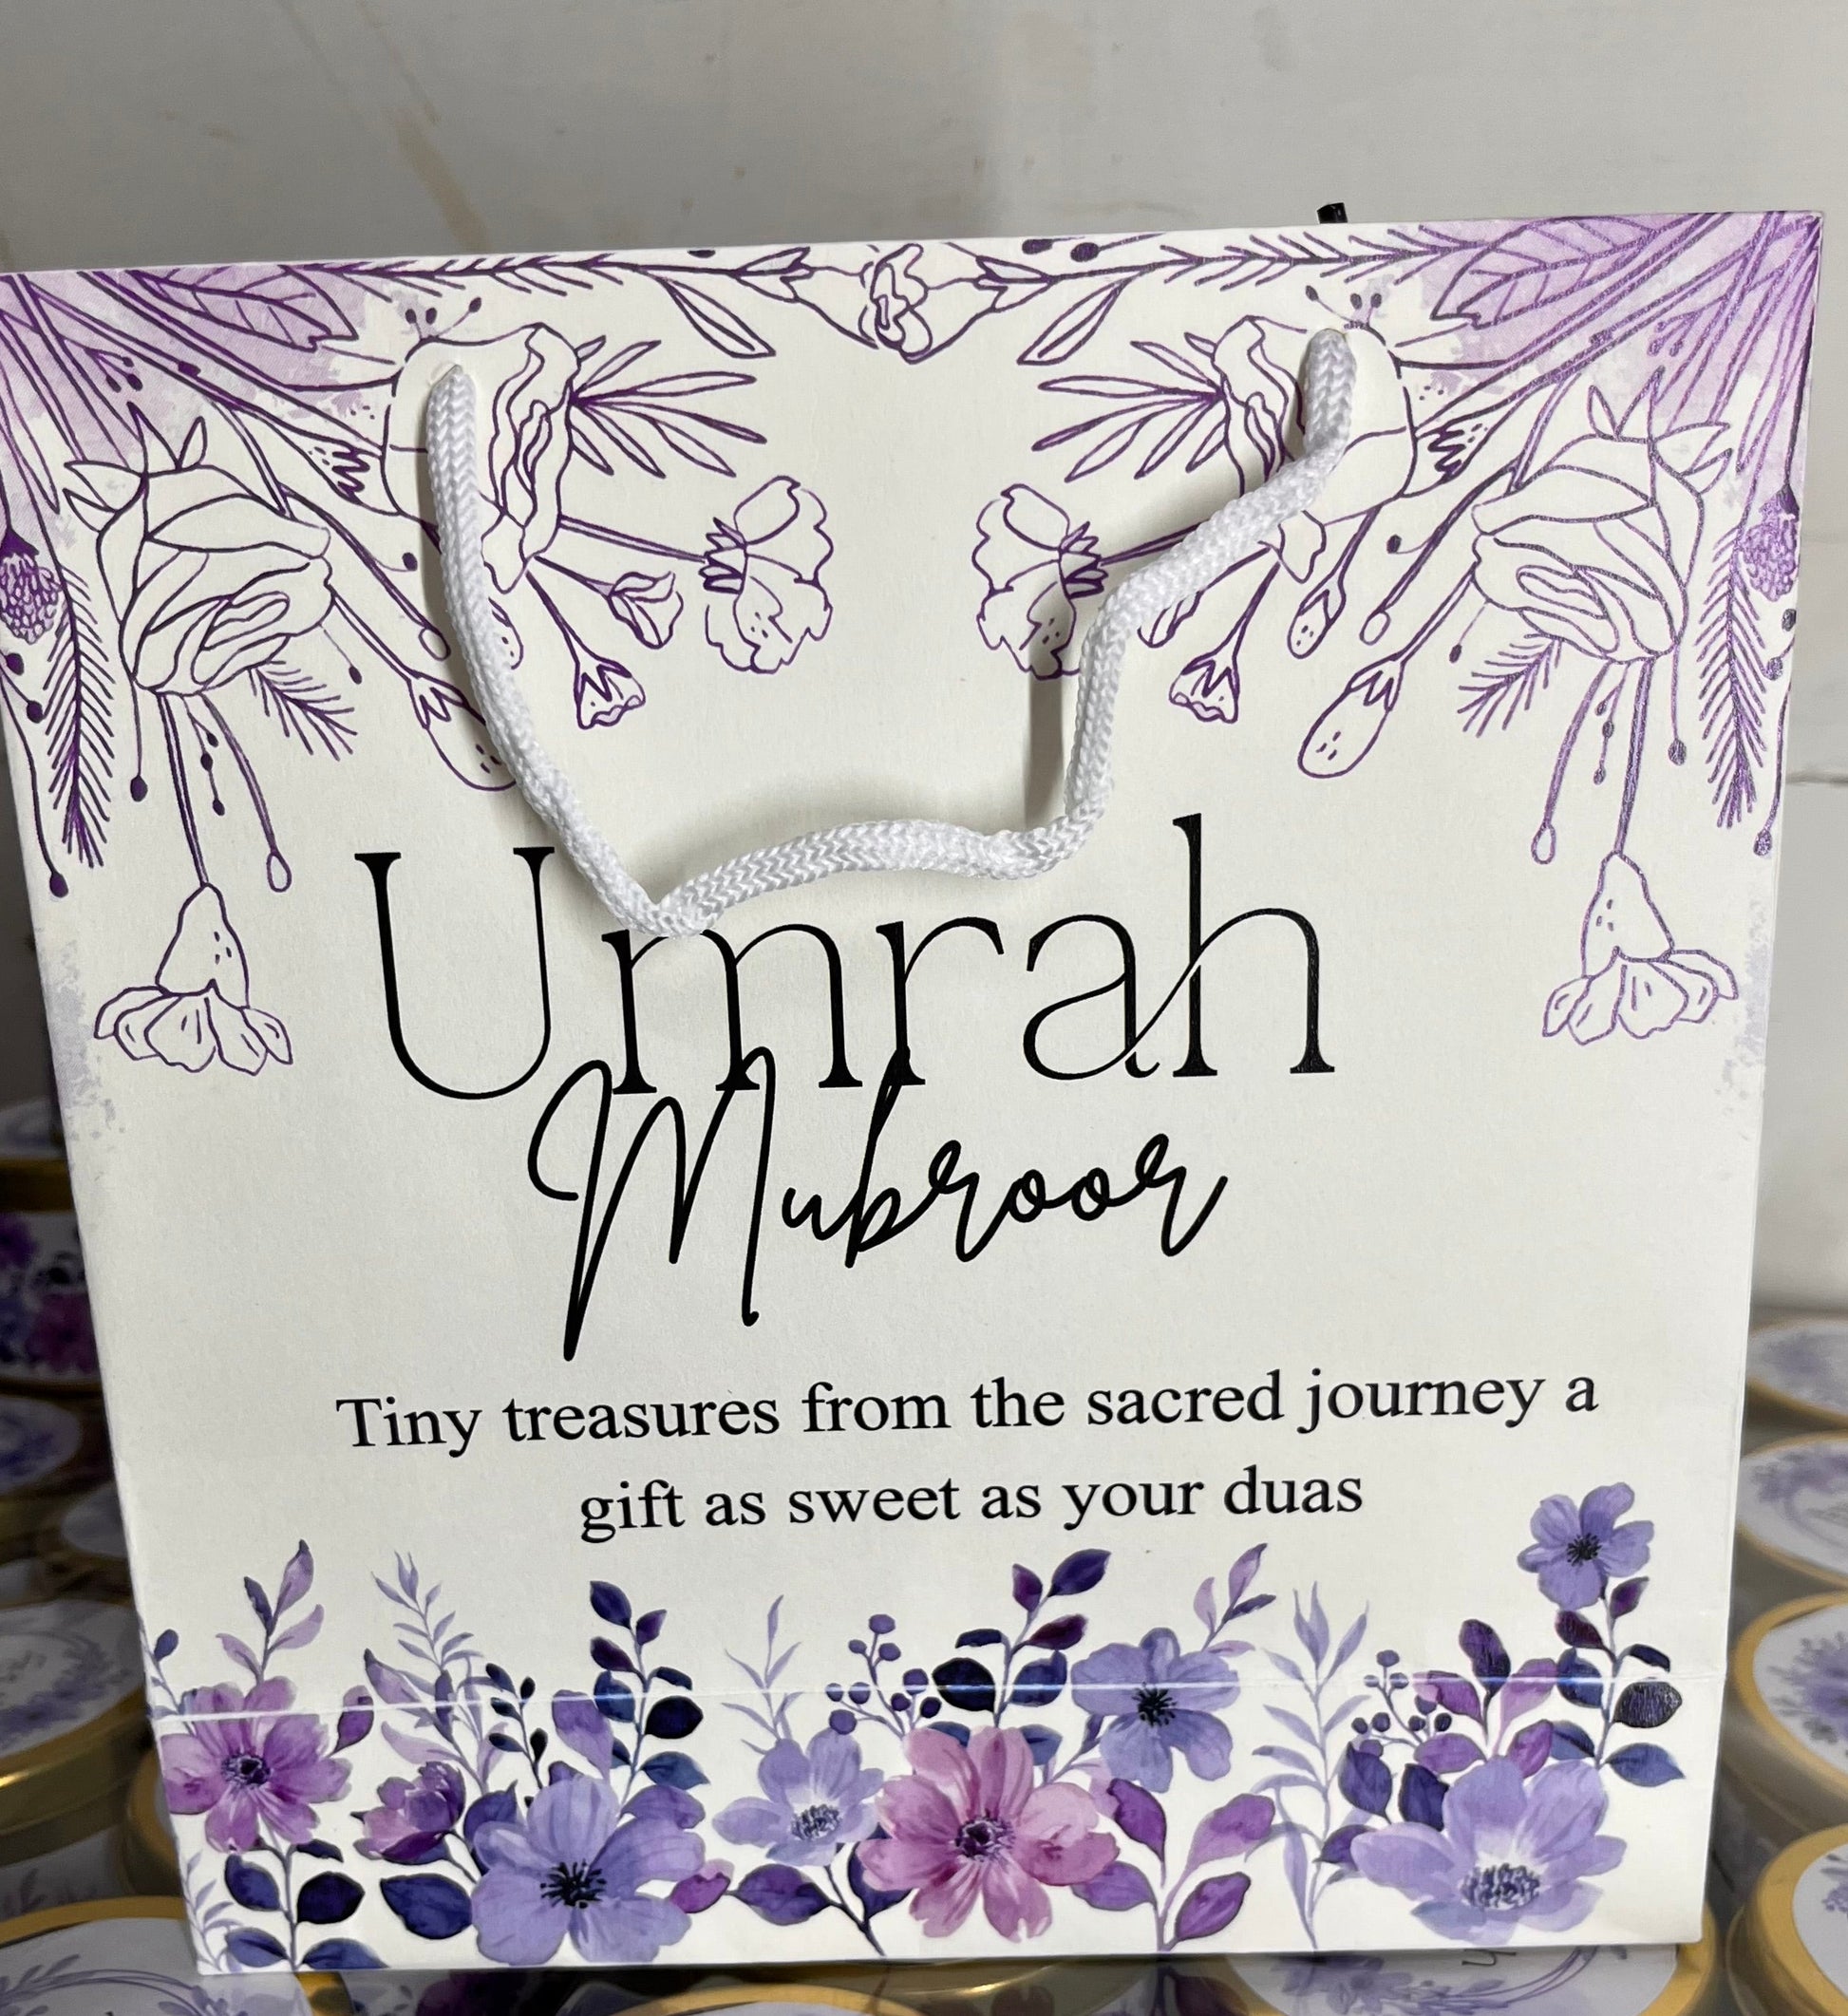 Umrah
Mubroor
Tiny treasures from the sacred journey a
gift as sweet as your duas